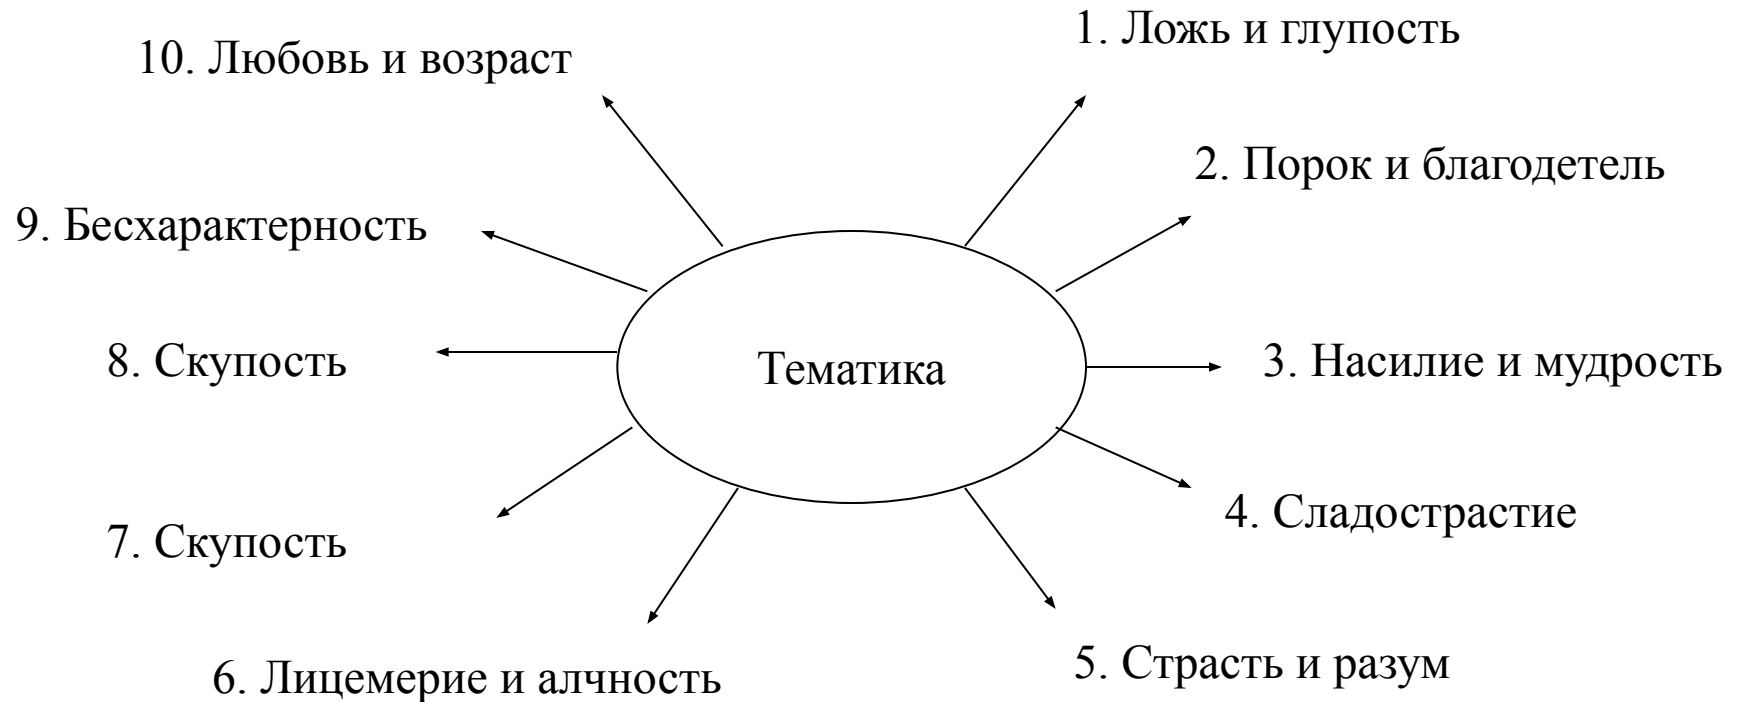 1. Ложь и глупость
10. Любовь и возраст
2. Порок и благодетель
9. Бесхарактерность
8. Скупость
Тематика
3. Насилие и мудрость
4. Сладострастие
7. Скупость
5. Страсть и разум
6. Лицемерие и алчность